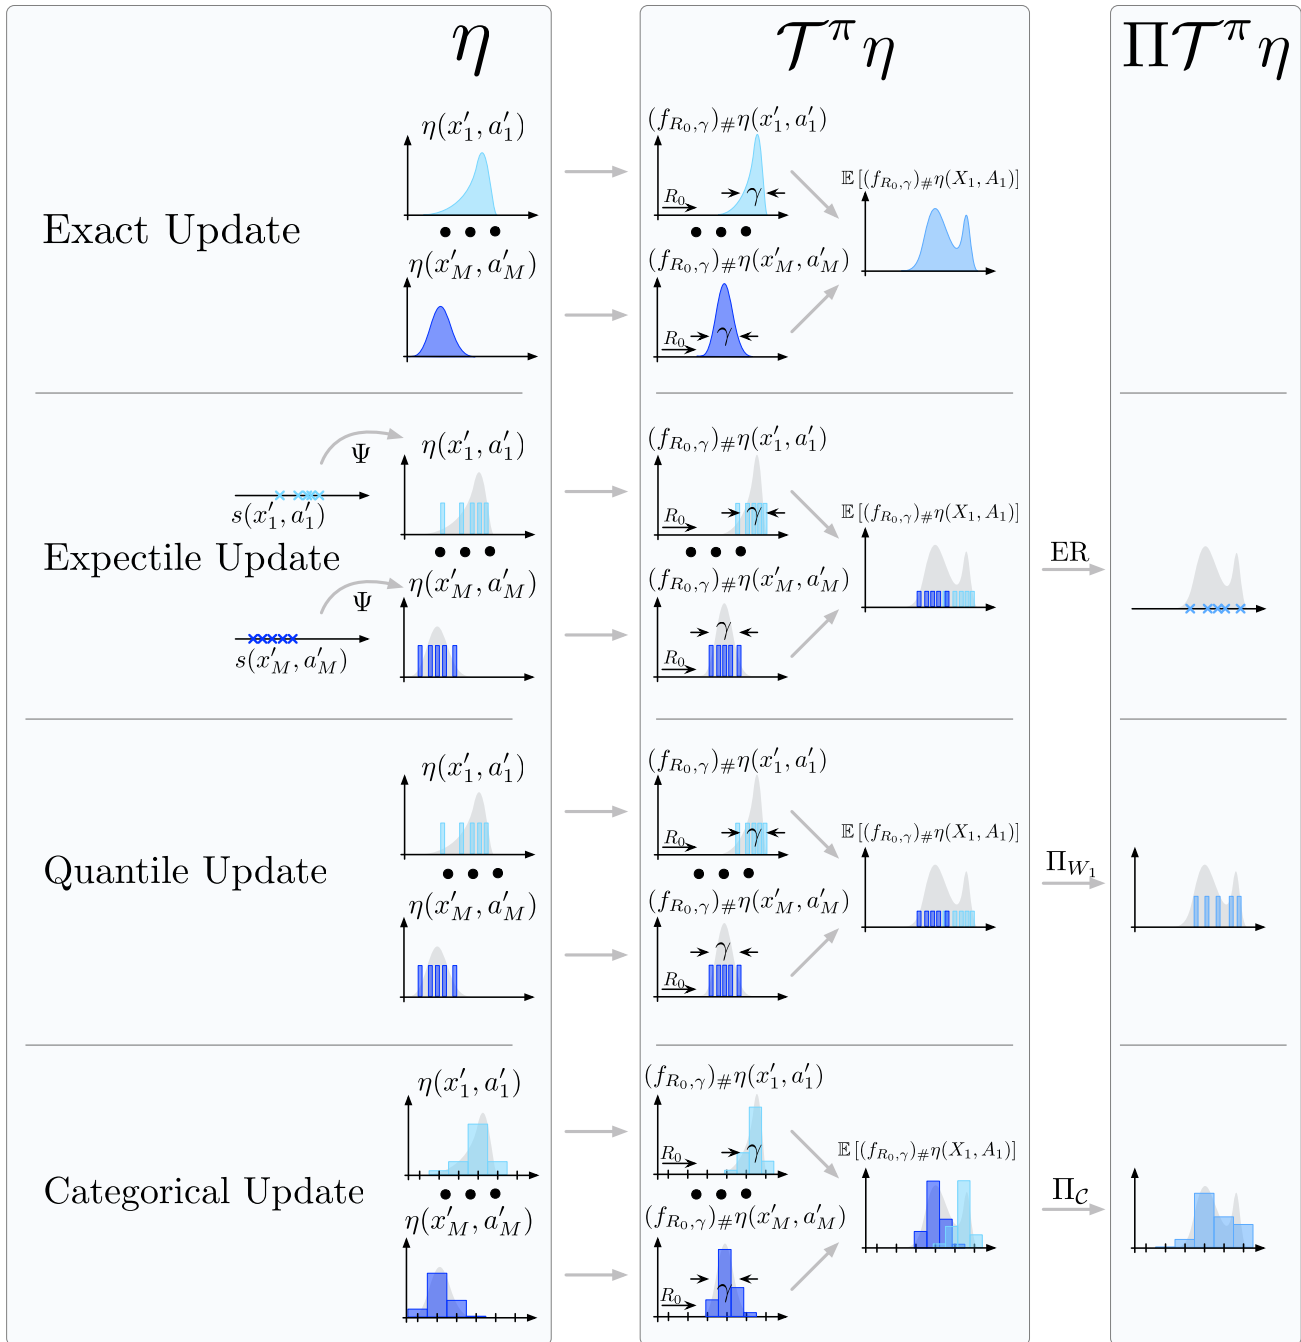 η
𝒯^π η
Π𝒯^π η
Exact Update
η(x′_1, a′_1)
η(x′_M, a′_M)
(f_{R_0,γ})_# η(x′_1, a′_1)
R_0
γ
(f_{R_0,γ})_# η(x′_M, a′_M)
R_0
γ
𝔼[(f_{R_0,γ})_# η(X_1, A_1)]
Expectile Update
s(x′_1, a′_1)
Ψ
η(x′_1, a′_1)
s(x′_M, a′_M)
Ψ
η(x′_M, a′_M)
(f_{R_0,γ})_# η(x′_1, a′_1)
R_0
γ
(f_{R_0,γ})_# η(x′_M, a′_M)
R_0
γ
𝔼[(f_{R_0,γ})_# η(X_1, A_1)]
ER
Quantile Update
η(x′_1, a′_1)
η(x′_M, a′_M)
(f_{R_0,γ})_# η(x′_1, a′_1)
R_0
γ
(f_{R_0,γ})_# η(x′_M, a′_M)
R_0
γ
𝔼[(f_{R_0,γ})_# η(X_1, A_1)]
Π_{W_1}
Categorical Update
η(x′_1, a′_1)
η(x′_M, a′_M)
(f_{R_0,γ})_# η(x′_1, a′_1)
R_0
γ
(f_{R_0,γ})_# η(x′_M, a′_M)
R_0
γ
𝔼[(f_{R_0,γ})_# η(X_1, A_1)]
Π_𝒞